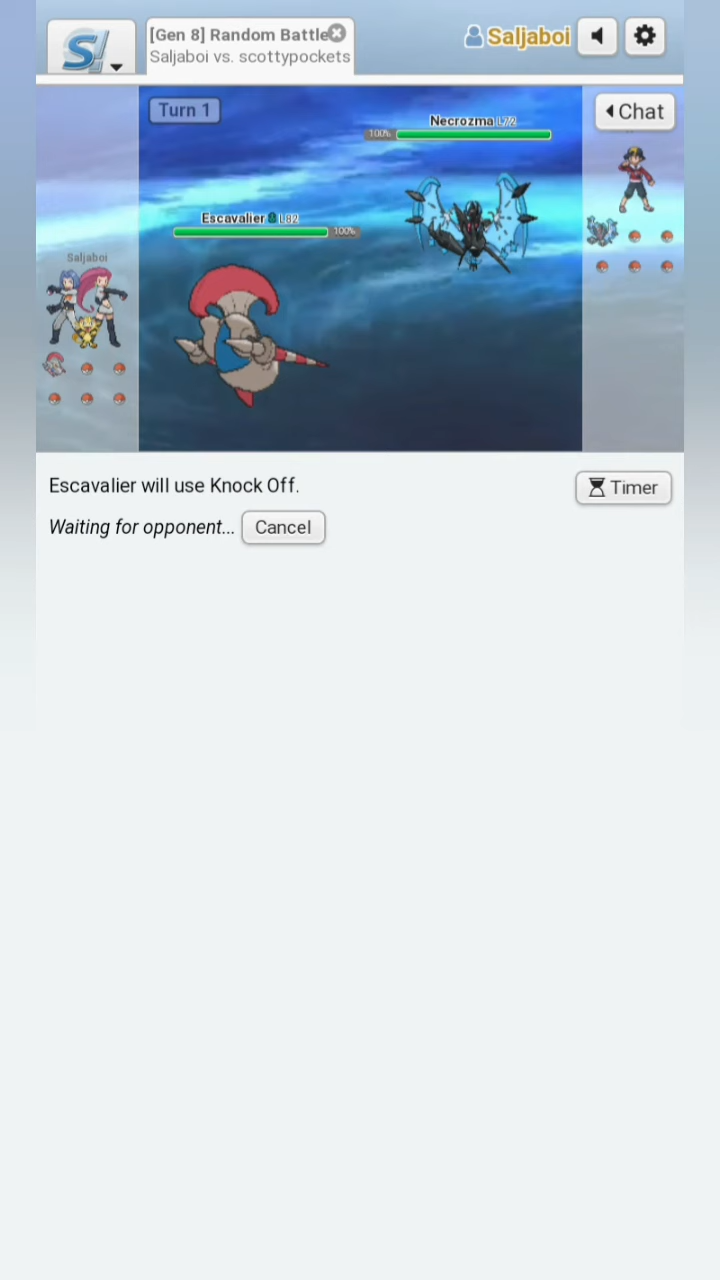 [Gen 8] Random Battle
Saljaboi vs. scottypockets
Saljaboi
Turn 1
Chat
Necrozma L72
100%
Escavalier L82
100%
Saljaboi
Escavalier will use Knock Off.
Timer
Waiting for opponent... Cancel